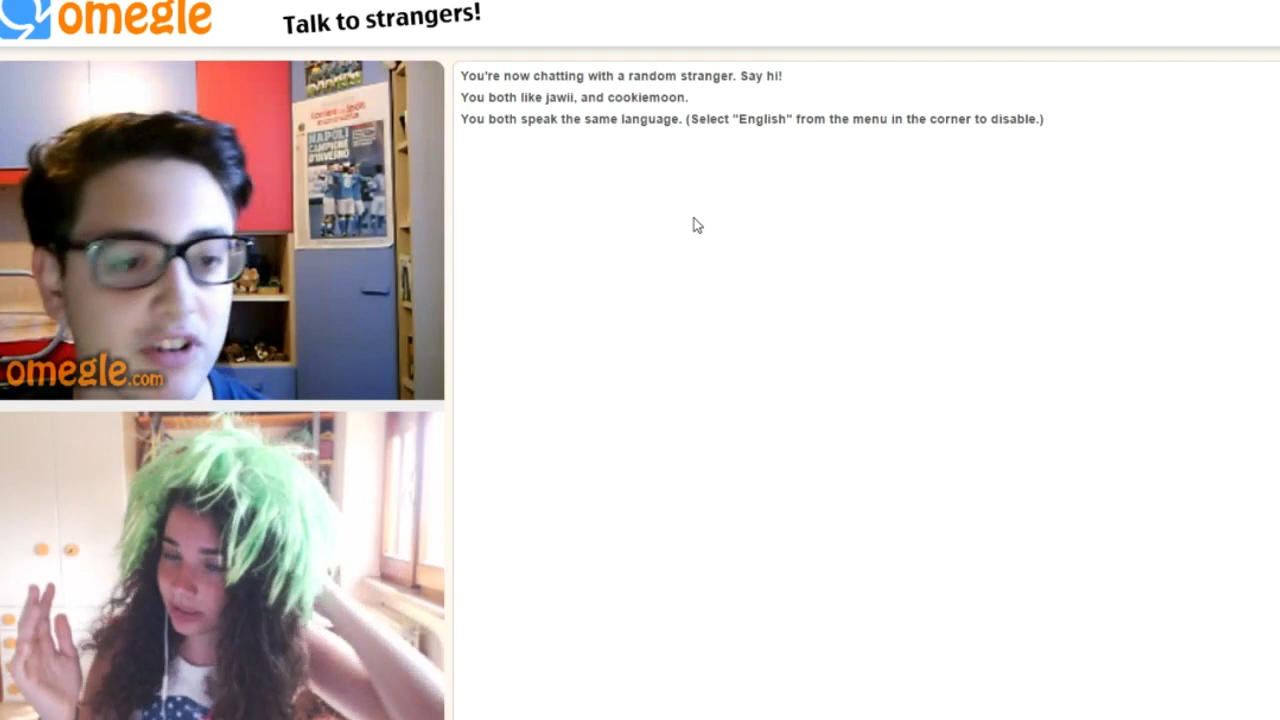 omegle
Talk to strangers!
You're now chatting with a random stranger. Say hi!
You both like jawii, and cookiemoon.
You both speak the same language. (Select "English" from the menu in the corner to disable.)
NAPOLI
CAMPIONE
D'INVERNO
omegle.com